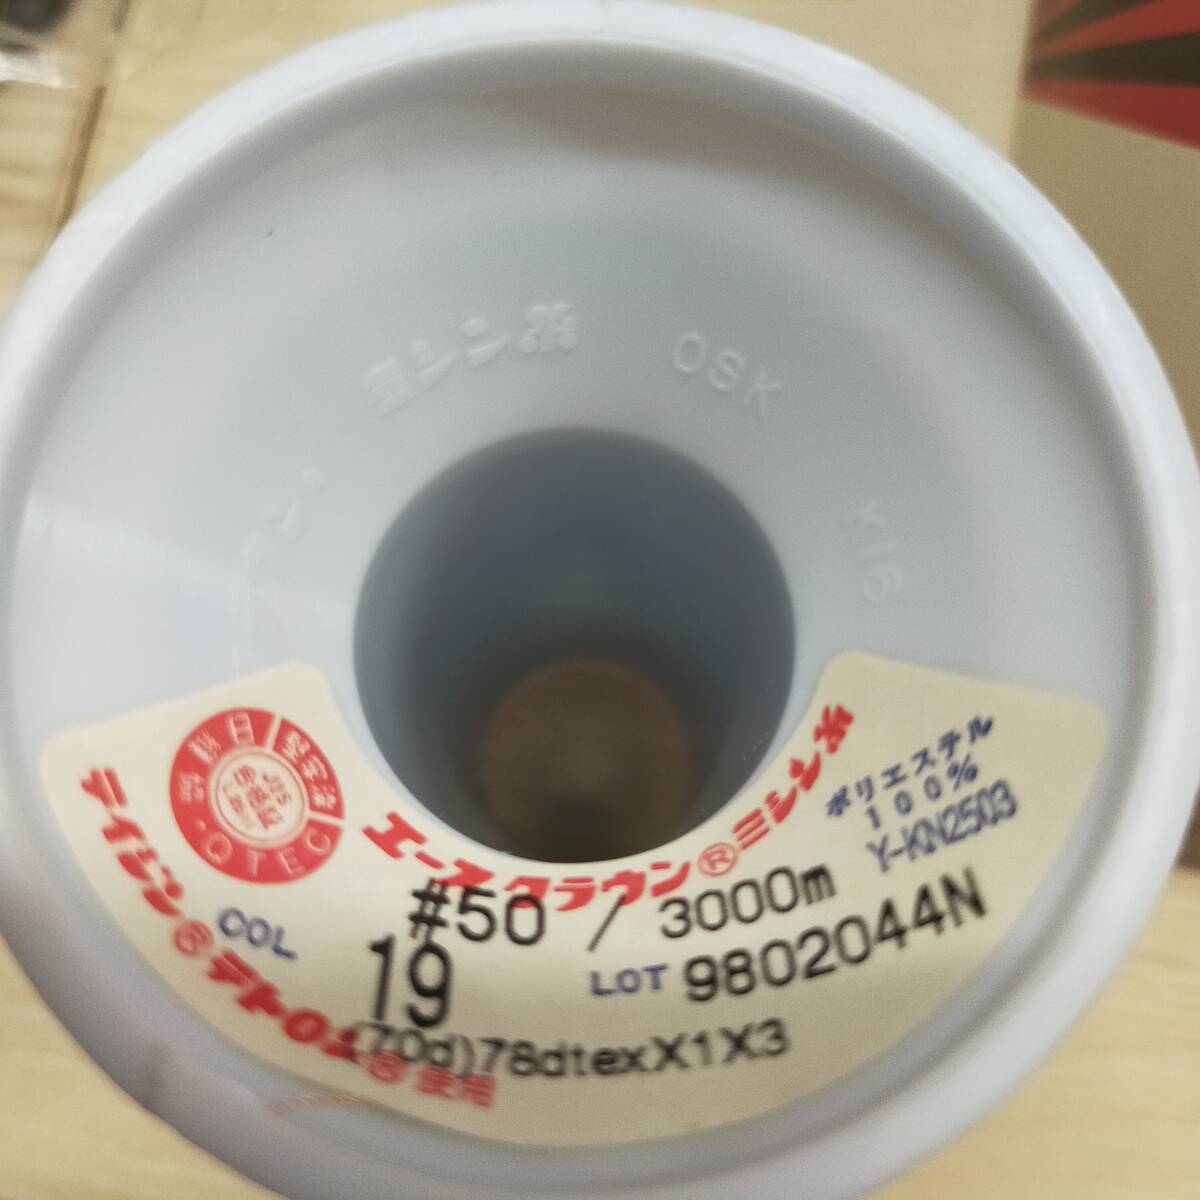 ミシン糸
OSK
K16
エースクラウン®ミシン糸
ポリエステル
100%
Y-KN2503
#50 / 3000m
COL 19
LOT 9802044N
(70d)78dtexX1X3
テイジン®テトロン®使用
QTEC
JIS